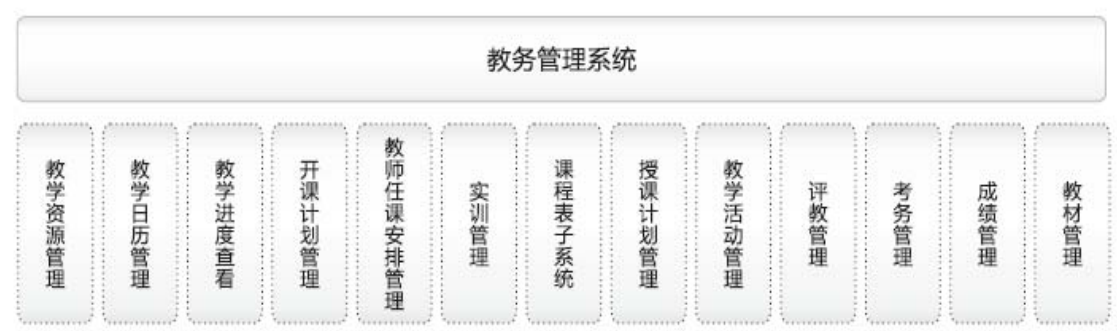 教务管理系统
教学资源管理
教学日历管理
教学进度查看
开课计划管理
教师任课安排管理
实训管理
课程表子系统
授课计划管理
教学活动管理
评教管理
考务管理
成绩管理
教材管理